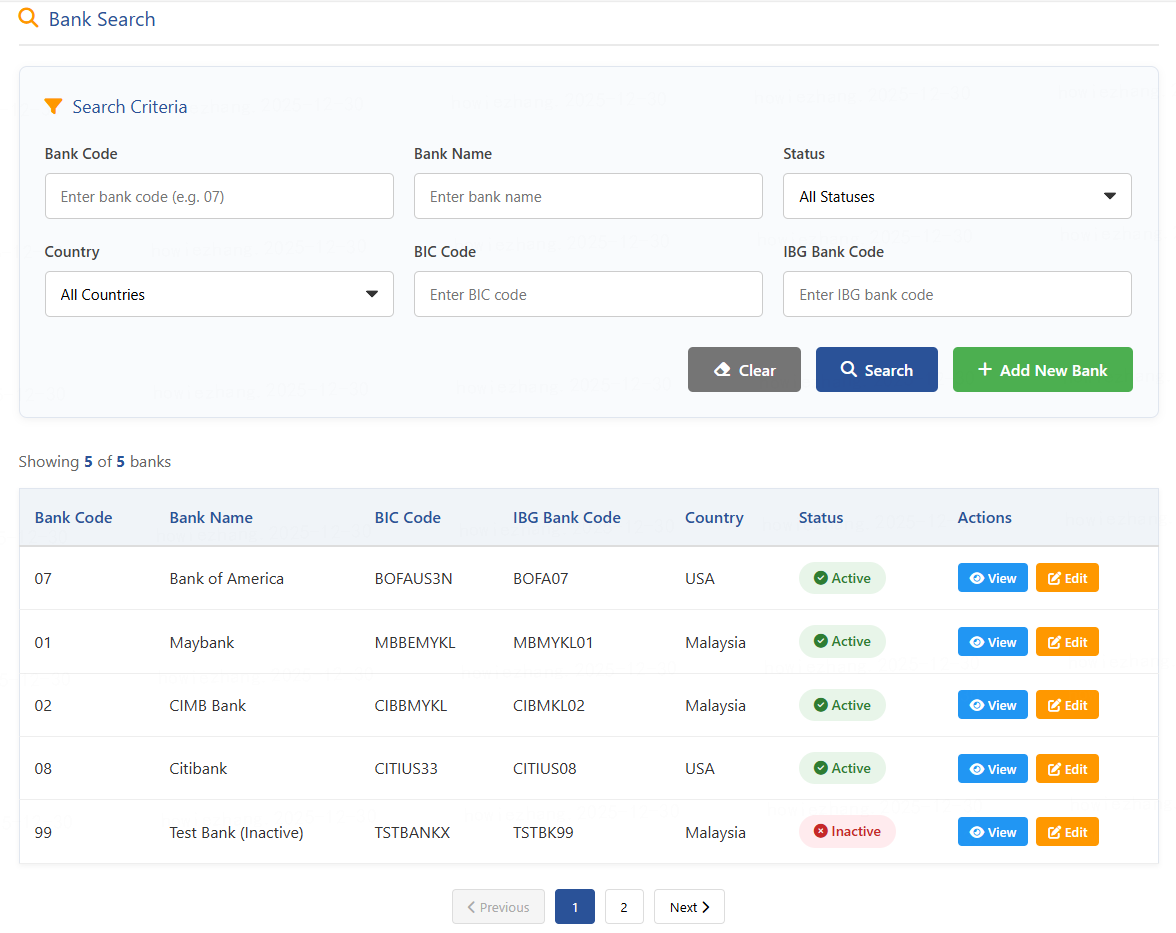 Bank Search
Search Criteria
Bank Code Bank Name Status
Enter bank code (e.g. 07) Enter bank name All Statuses
Country BIC Code IBG Bank Code
All Countries Enter BIC code Enter IBG bank code
Clear Search + Add New Bank
Showing 5 of 5 banks
Bank Code Bank Name BIC Code IBG Bank Code Country Status Actions
07 Bank of America BOFAUS3N BOFA07 USA Active View Edit
01 Maybank MBBEMYKL MBMYKL01 Malaysia Active View Edit
02 CIMB Bank CIBBMYKL CIBMKL02 Malaysia Active View Edit
08 Citibank CITIUS33 CITIUS08 USA Active View Edit
99 Test Bank (Inactive) TSTBANKX TSTBK99 Malaysia Inactive View Edit
Previous 1 2 Next